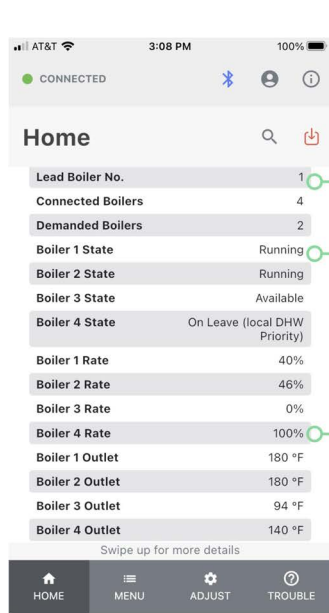 AT&T 3:08 PM 100%
CONNECTED
Home
Lead Boiler No. 1
Connected Boilers 4
Demanded Boilers 2
Boiler 1 State Running
Boiler 2 State Running
Boiler 3 State Available
Boiler 4 State On Leave (local DHW
Priority)
Boiler 1 Rate 40%
Boiler 2 Rate 46%
Boiler 3 Rate 0%
Boiler 4 Rate 100%
Boiler 1 Outlet 180 °F
Boiler 2 Outlet 180 °F
Boiler 3 Outlet 94 °F
Boiler 4 Outlet 140 °F
Swipe up for more details
HOME MENU ADJUST TROUBLE